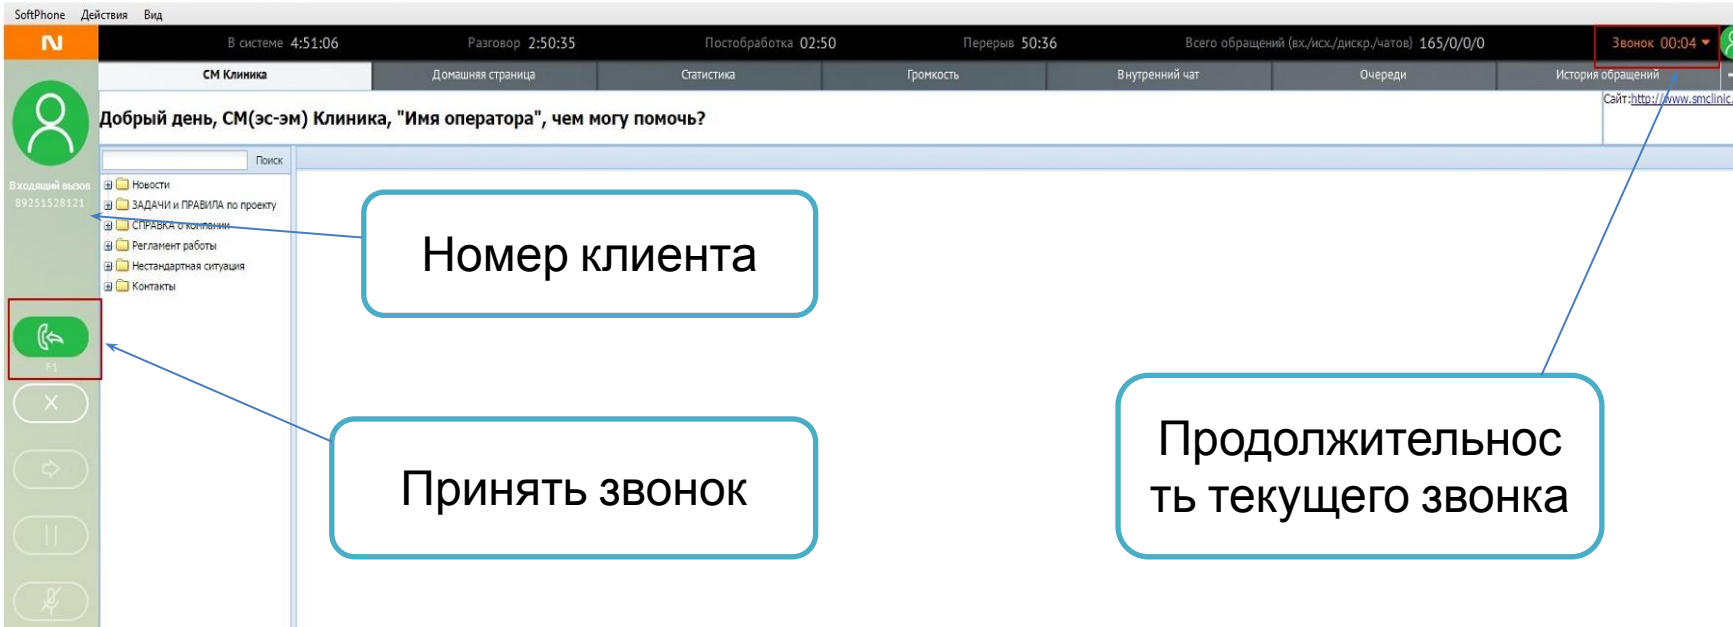 SoftPhone Действия Вид
В системе 4:51:06 Разговор 2:50:35 Постобработка 02:50 Перерыв 50:36 Всего обращений (вх./исх./дискр./чатов) 165/0/0/0 Звонок 00:04
СМ Клиника Домашняя страница Статистика Громкость Внутренний чат Очереди История обращений
Сайт:http://www.smclinic.
Добрый день, СМ(эс-эм) Клиника, "Имя оператора", чем могу помочь?
Поиск
Входящий вызов
89251528121
Новости
ЗАДАЧИ и ПРАВИЛА по проекту
СПРАВКА о компании
Регламент работы
Нестандартная ситуация
Контакты
Номер клиента
F1
Принять звонок
Продолжительнос
ть текущего звонка